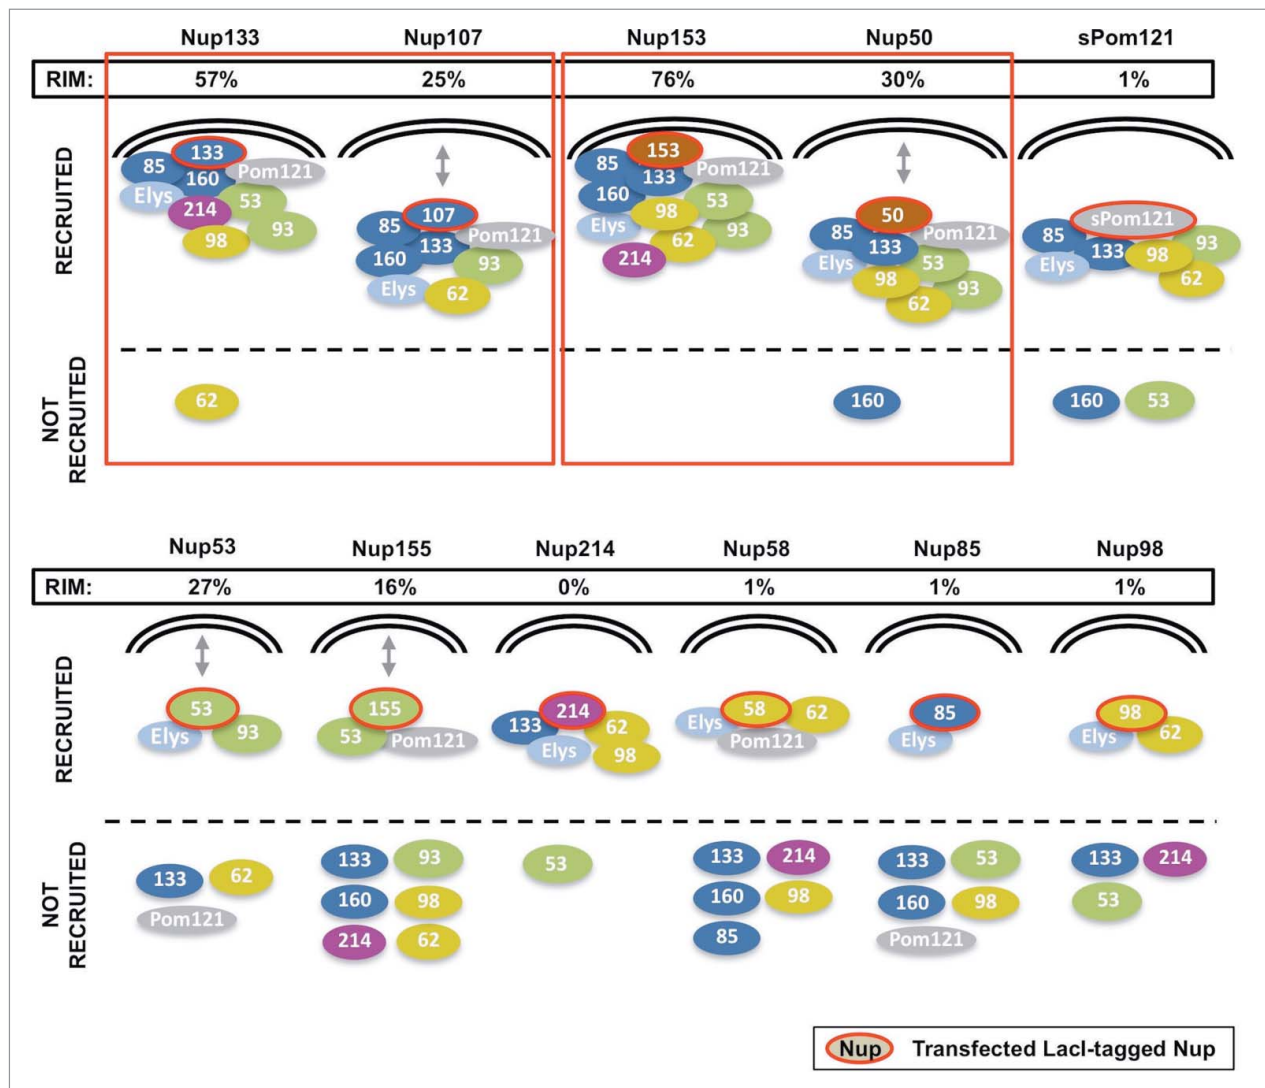 Nup133 Nup107 Nup153 Nup50 sPom121
RIM: 57% 25% 76% 30% 1%
RECRUITED
133
85 160 Pom121
Elys 53
214
98 93
107
85 133 Pom121
160 93
Elys 62
153
85 133 Pom121
160 53
98
Elys 62 93
214
50
85 133 Pom121
Elys 53
98 93
62
sPom121
85 133 98 93
Elys 62
NOT
RECRUITED
62
160
160 53
Nup53 Nup155 Nup214 Nup58 Nup85 Nup98
RIM: 27% 16% 0% 1% 1% 1%
RECRUITED
53
Elys 93
155
53 Pom121
214
133 62
Elys 98
58
Elys 62
Pom121
85
Elys
98
Elys 62
NOT
RECRUITED
133 62
Pom121
133 93
160 98
214 62
53
133 214
160 98
85
133 53
160 98
Pom121
133 214
53
Nup Transfected LacI-tagged Nup